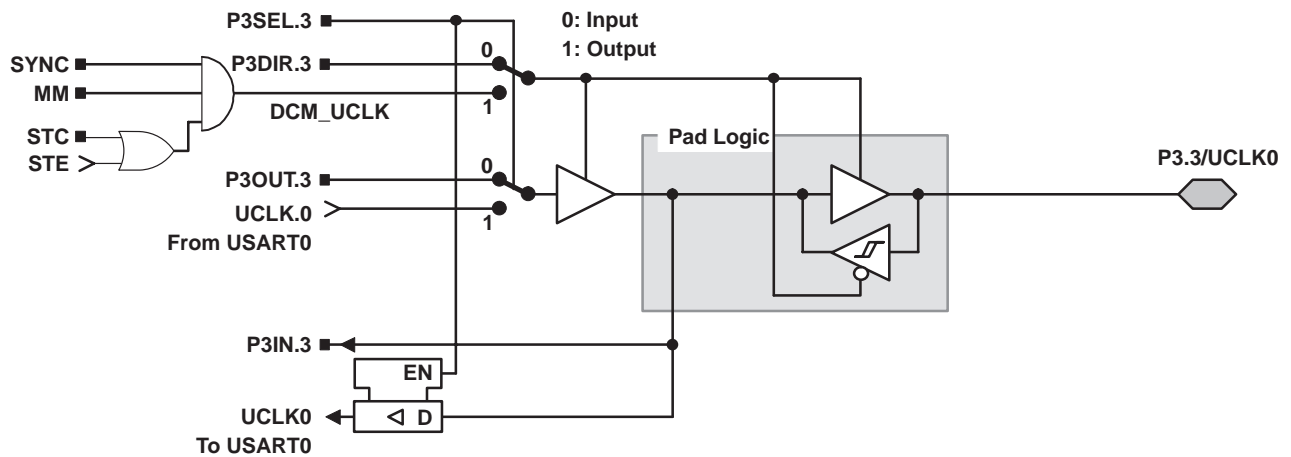 P3SEL.3
0: Input
1: Output
SYNC
P3DIR.3
0
MM
1
DCM_UCLK
STC
STE
Pad Logic
P3.3/UCLK0
P3OUT.3
0
UCLK.0
1
From USART0
P3IN.3
EN
UCLK0
D
To USART0